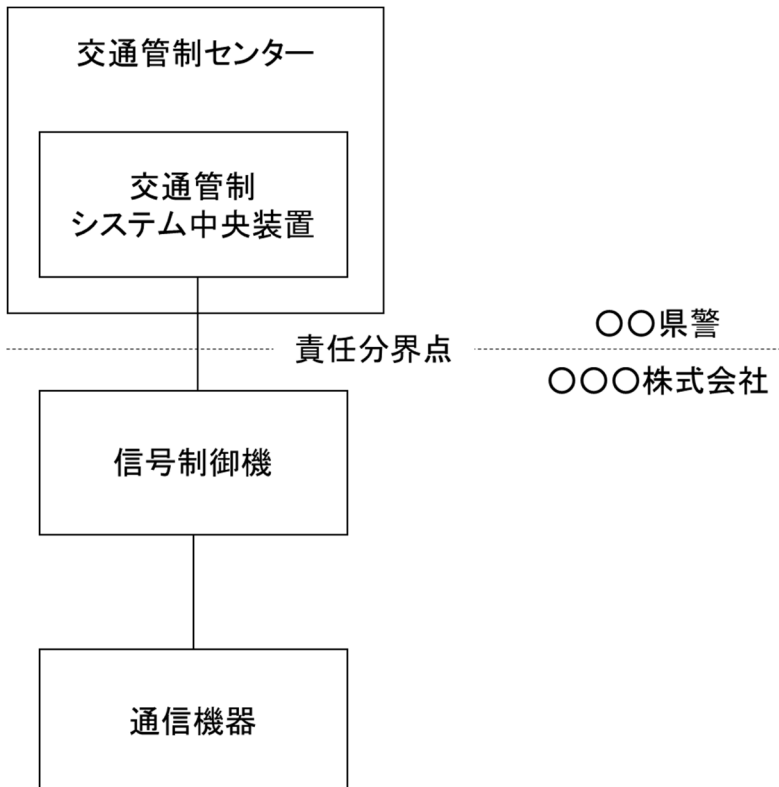 交通管制センター
交通管制
システム中央装置
〇〇県警
責任分界点
〇〇〇株式会社
信号制御機
通信機器